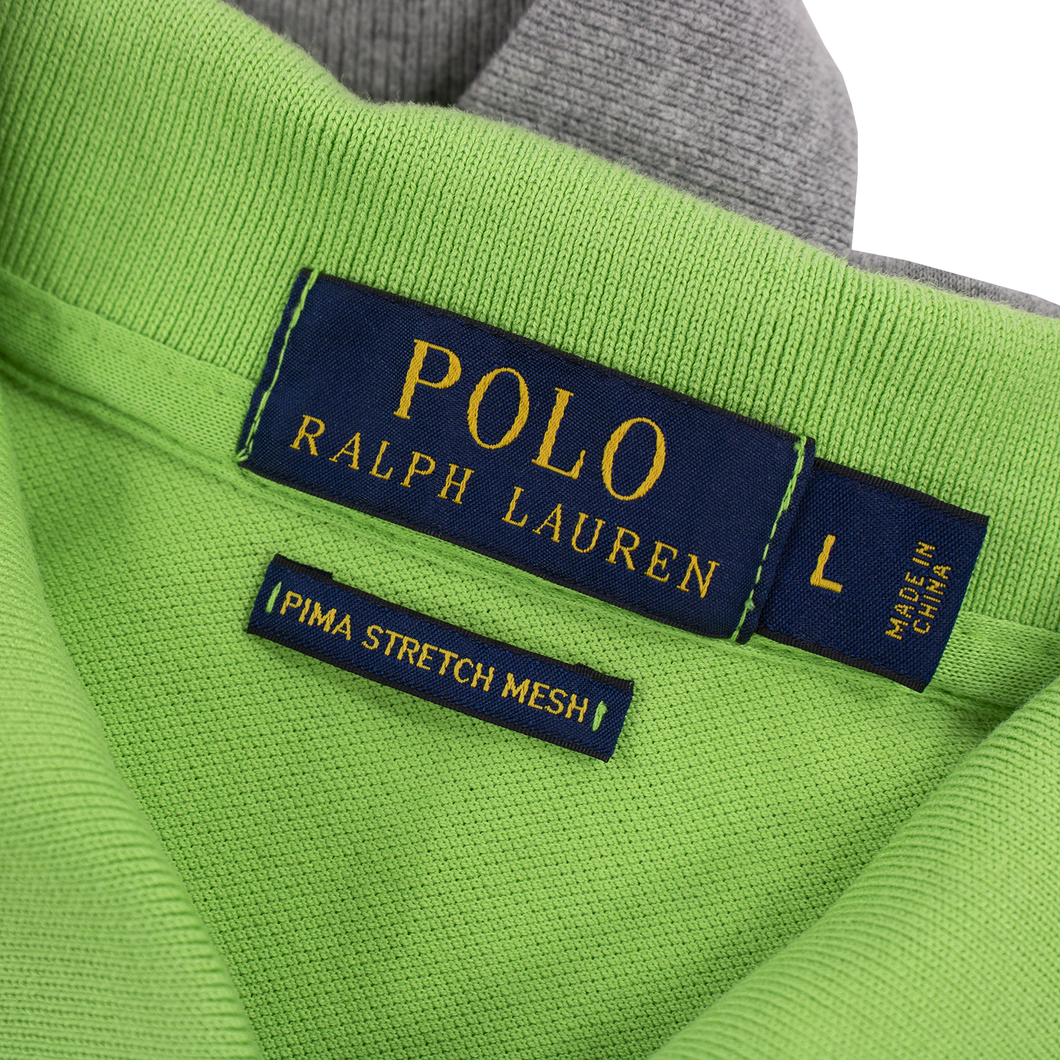 POLO
RALPH LAUREN
L
MADE IN
CHINA
PIMA STRETCH MESH